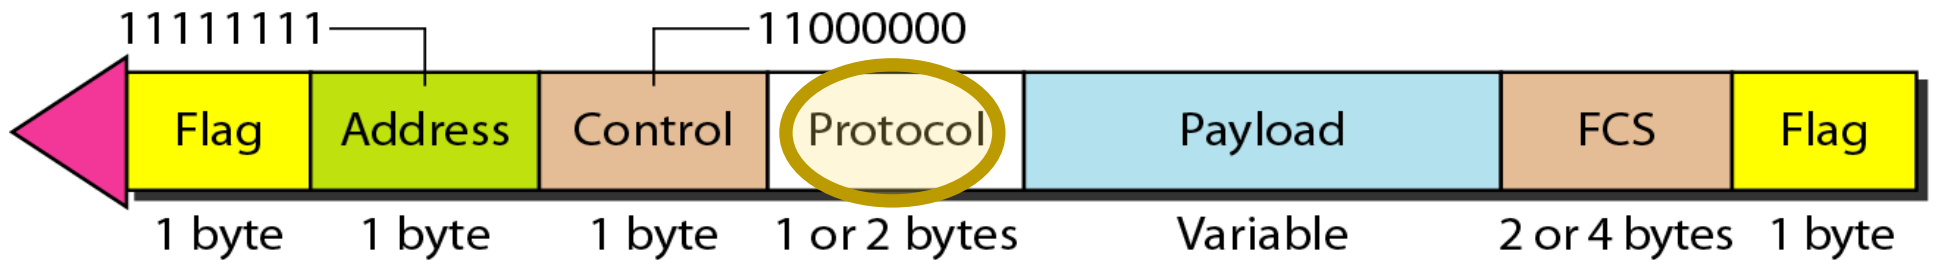 11111111 11000000
Flag Address Control Protocol Payload FCS Flag
1 byte 1 byte 1 byte 1 or 2 bytes Variable 2 or 4 bytes 1 byte